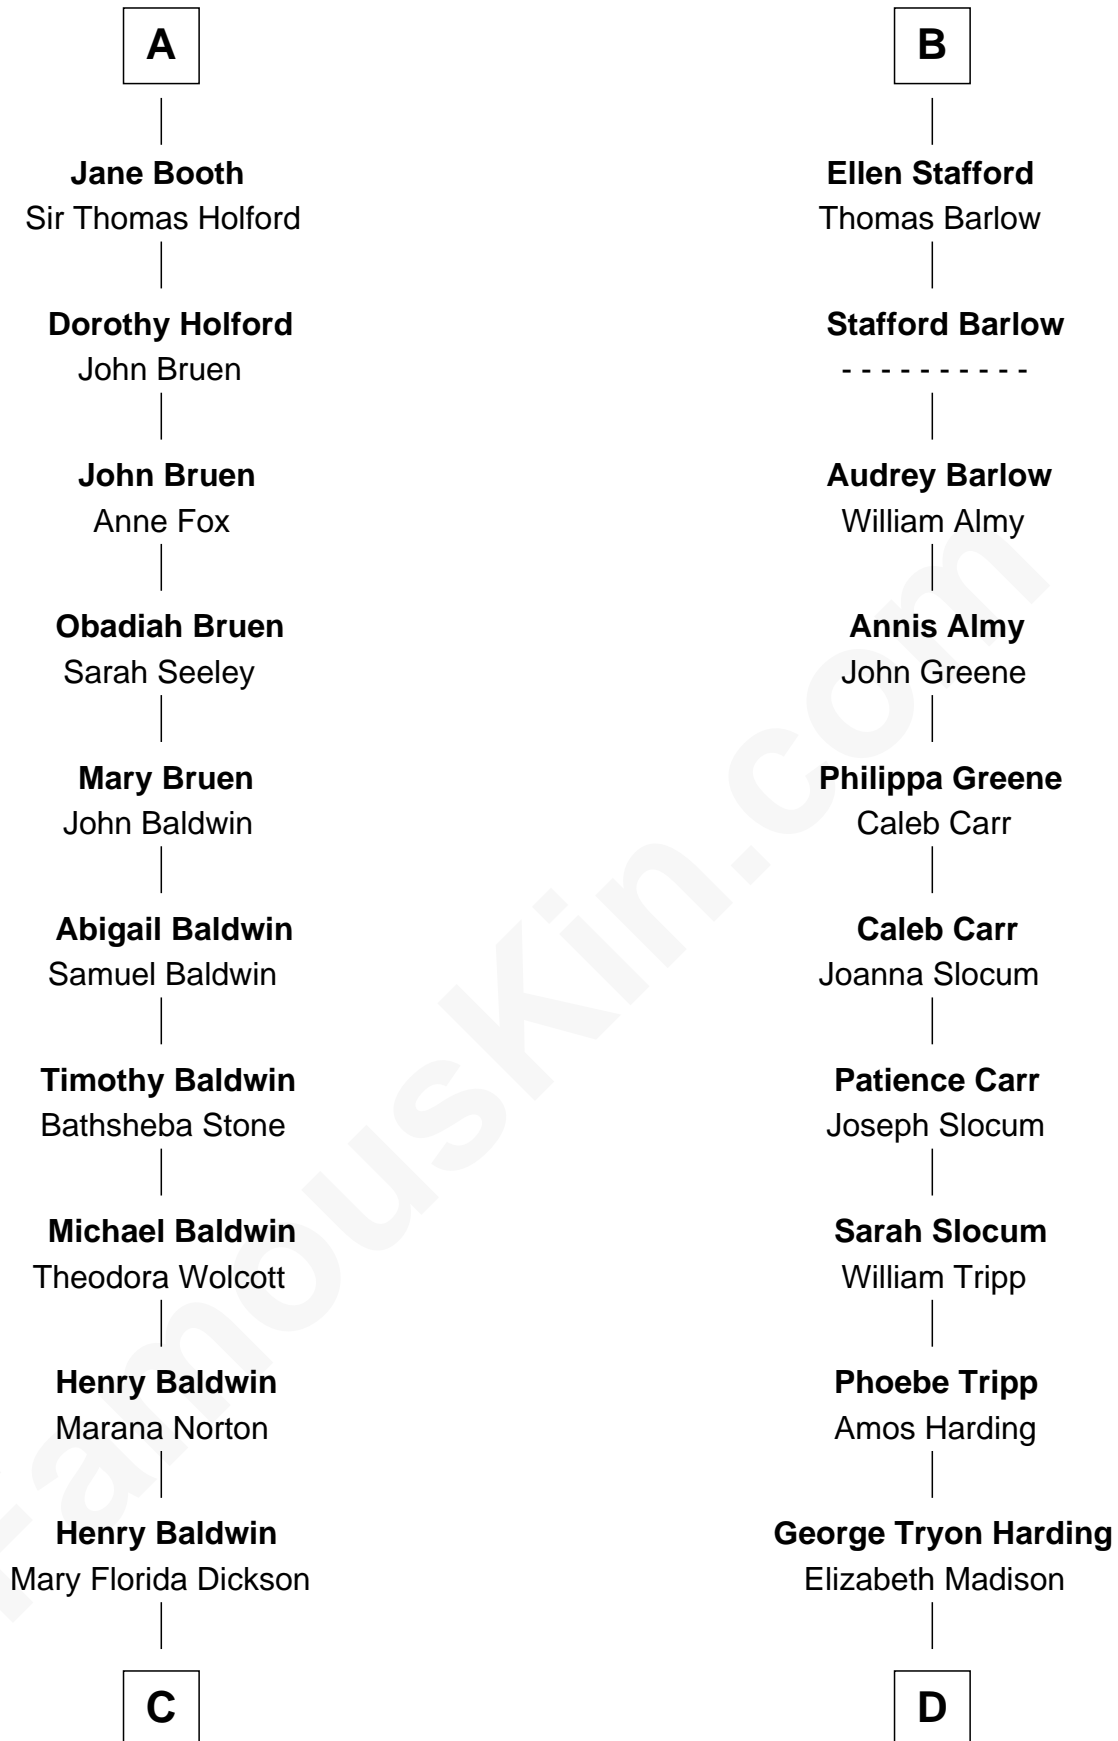 A
Jane Booth
Sir Thomas Holford
Dorothy Holford
John Bruen
John Bruen
Anne Fox
Obadiah Bruen
Sarah Seeley
Mary Bruen
John Baldwin
Abigail Baldwin
Samuel Baldwin
Timothy Baldwin
Bathsheba Stone
Michael Baldwin
Theodora Wolcott
Henry Baldwin
Marana Norton
Henry Baldwin
Mary Florida Dickson
C
B
Ellen Stafford
Thomas Barlow
Stafford Barlow
- - - - - - - - - -
Audrey Barlow
William Almy
Annis Almy
John Greene
Philippa Greene
Caleb Carr
Caleb Carr
Joanna Slocum
Patience Carr
Joseph Slocum
Sarah Slocum
William Tripp
Phoebe Tripp
Amos Harding
George Tryon Harding
Elizabeth Madison
D
FamousKin.com